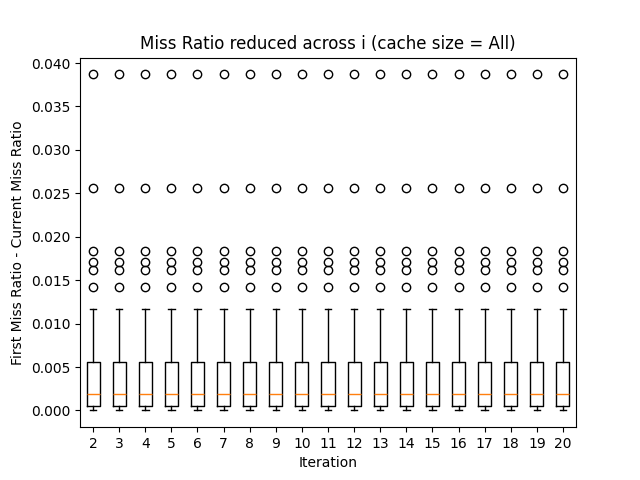 Miss Ratio reduced across i (cache size = All)
First Miss Ratio - Current Miss Ratio
0.040
0.035
0.030
0.025
0.020
0.015
0.010
0.005
0.000
2 3 4 5 6 7 8 9 10 11 12 13 14 15 16 17 18 19 20
Iteration